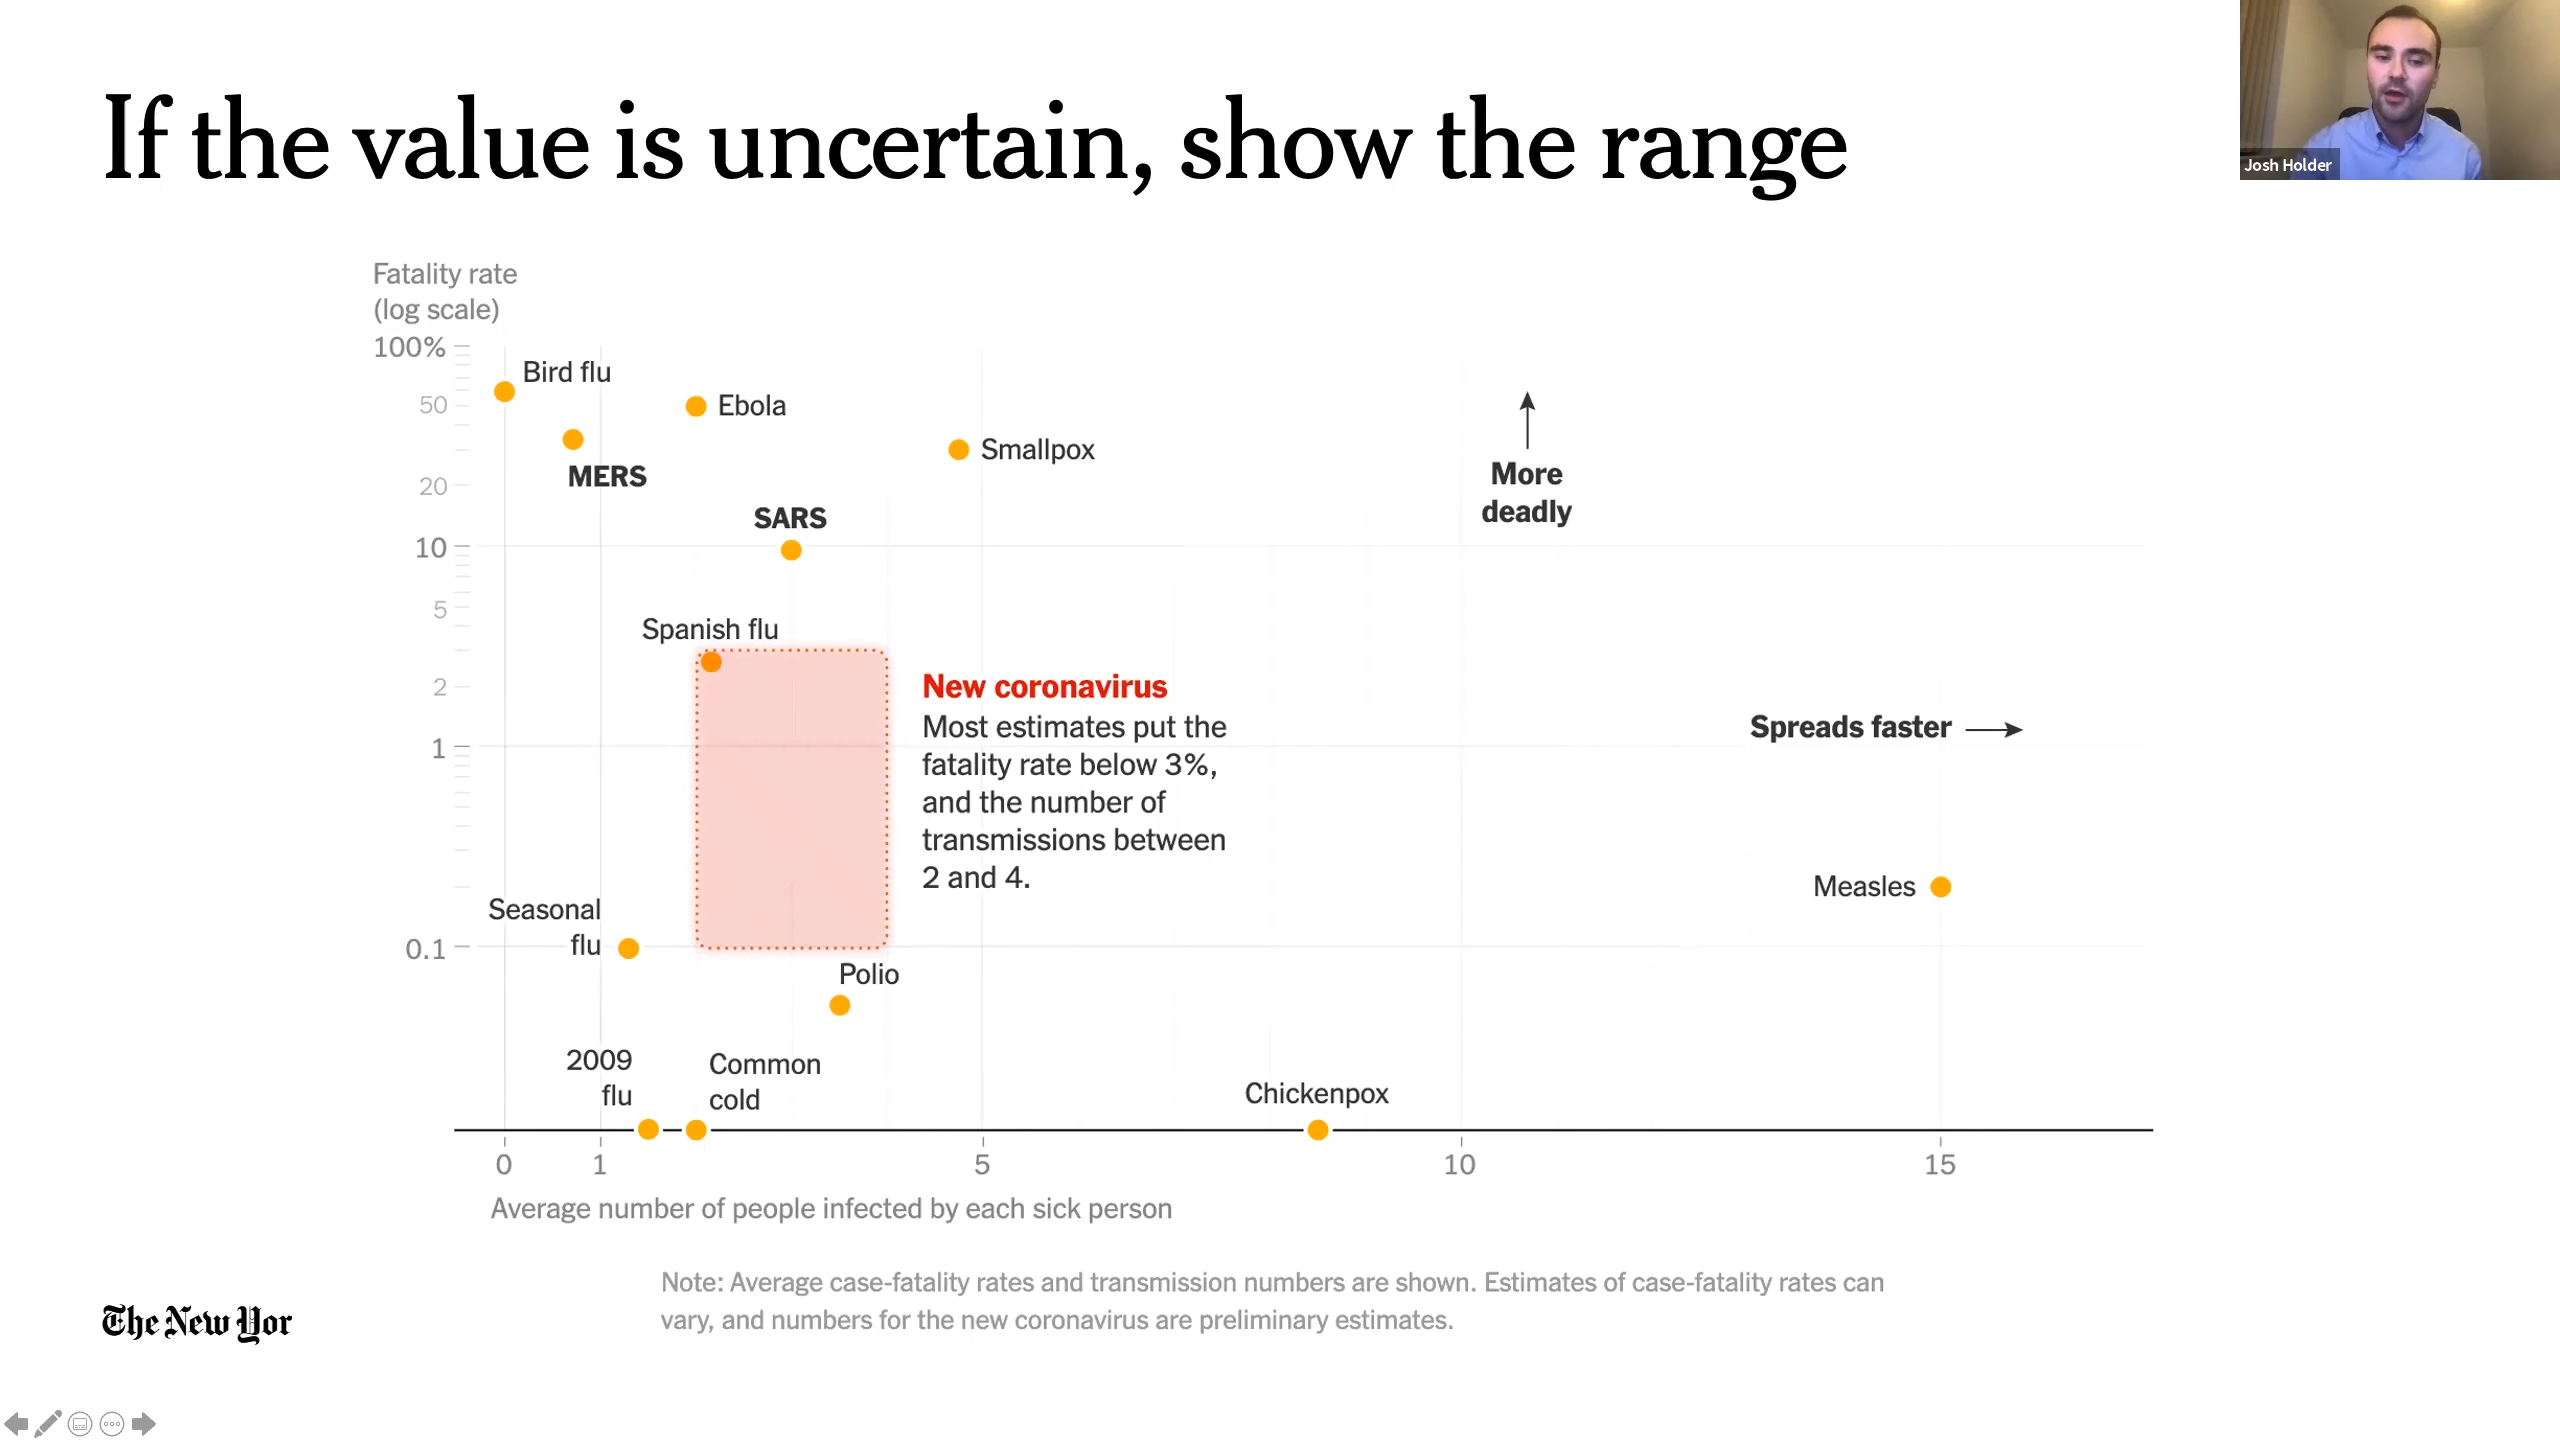 If the value is uncertain, show the range
Josh Holder
Fatality rate
(log scale)
100%
50
20
10
5
2
1
0.1
Bird flu
Ebola
MERS
Smallpox
SARS
More
deadly
Spanish flu
New coronavirus
Most estimates put the
fatality rate below 3%,
and the number of
transmissions between
2 and 4.
Spreads faster
Measles
Seasonal
flu
Polio
2009
flu
Common
cold
Chickenpox
0 1 5 10 15
Average number of people infected by each sick person
Note: Average case-fatality rates and transmission numbers are shown. Estimates of case-fatality rates can
vary, and numbers for the new coronavirus are preliminary estimates.
The New Yor